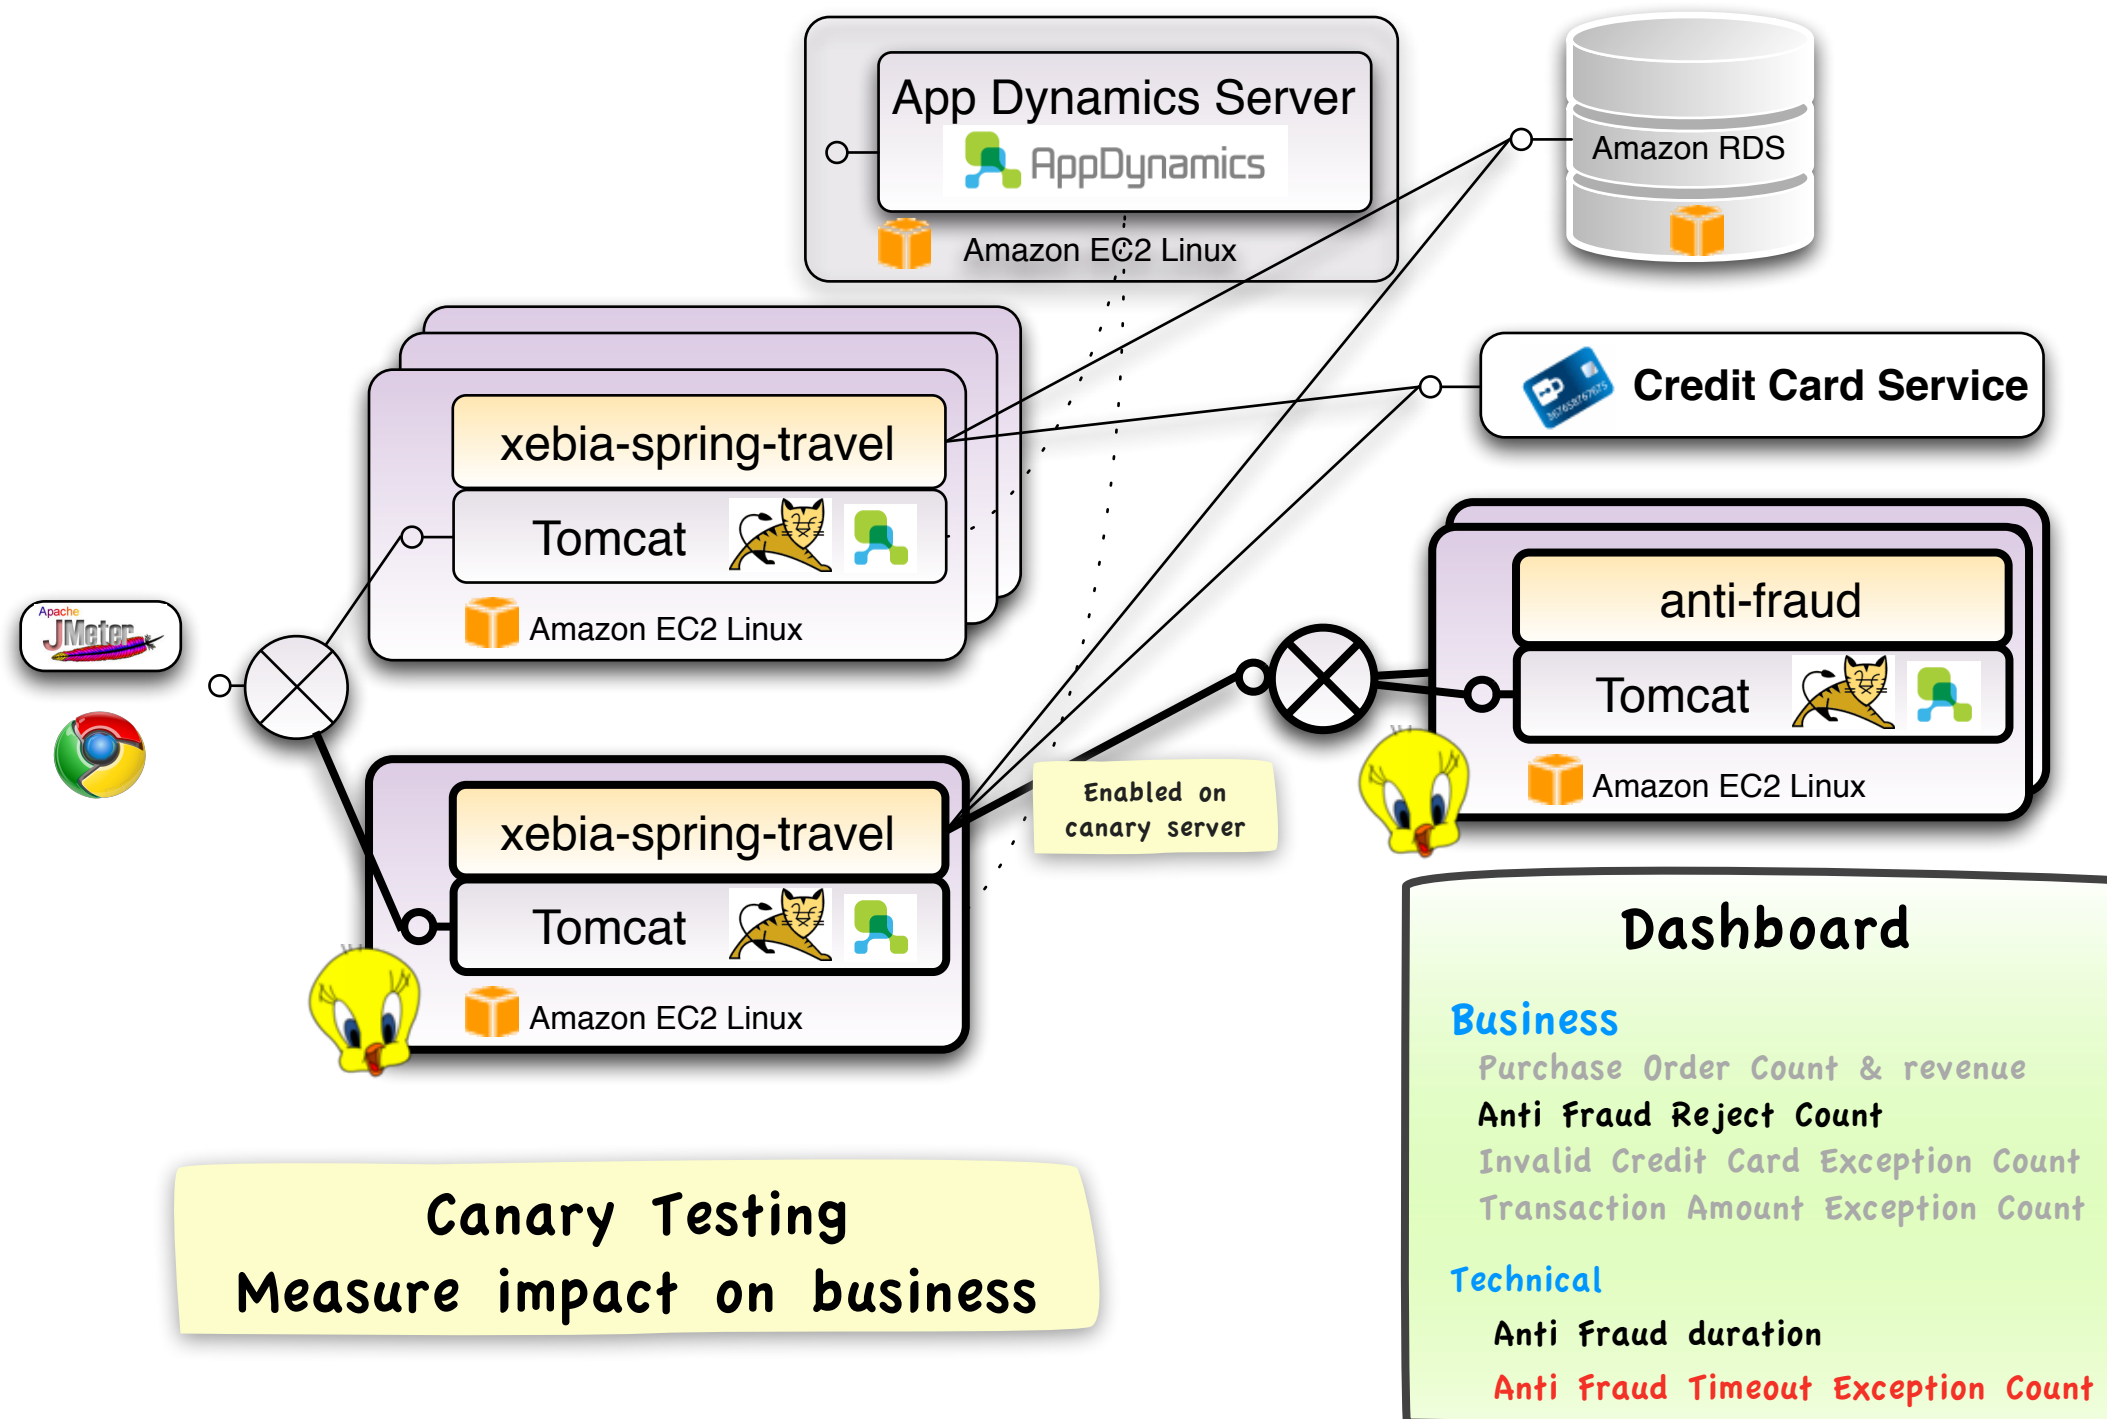 App Dynamics Server
AppDynamics
Amazon EC2 Linux
Amazon RDS
Credit Card Service
xebia-spring-travel
Tomcat
Amazon EC2 Linux
Apache
JMeter
anti-fraud
Tomcat
Amazon EC2 Linux
Enabled on
canary server
xebia-spring-travel
Tomcat
Amazon EC2 Linux
Canary Testing
Measure impact on business
Dashboard
Business
Purchase Order Count & revenue
Anti Fraud Reject Count
Invalid Credit Card Exception Count
Transaction Amount Exception Count
Technical
Anti Fraud duration
Anti Fraud Timeout Exception Count